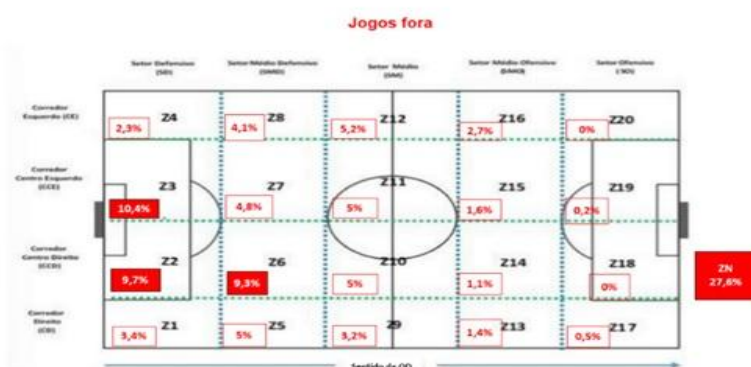 Jogos fora
Setor Defensivo (SD)
Setor Médio Defensivo (SMD)
Setor Médio (SM)
Setor Médio Ofensivo (SMO)
Setor Ofensivo (SO)
Corredor Esquerdo (CE)
Z4
Z8
Z12
Z16
Z20
2,3%
4,1%
5,2%
2,7%
0%
Corredor Centro Esquerdo (CCE)
Z3
Z7
Z11
Z15
Z19
10,4%
4,8%
5%
1,6%
0,2%
Corredor Centro Direito (CCD)
Z2
Z6
Z10
Z14
Z18
9,7%
9,3%
5%
1,1%
0%
ZN
27,6%
Corredor Direito (CD)
Z1
Z5
Z9
Z13
Z17
3,4%
5%
3,2%
1,4%
0,5%
Sentido do